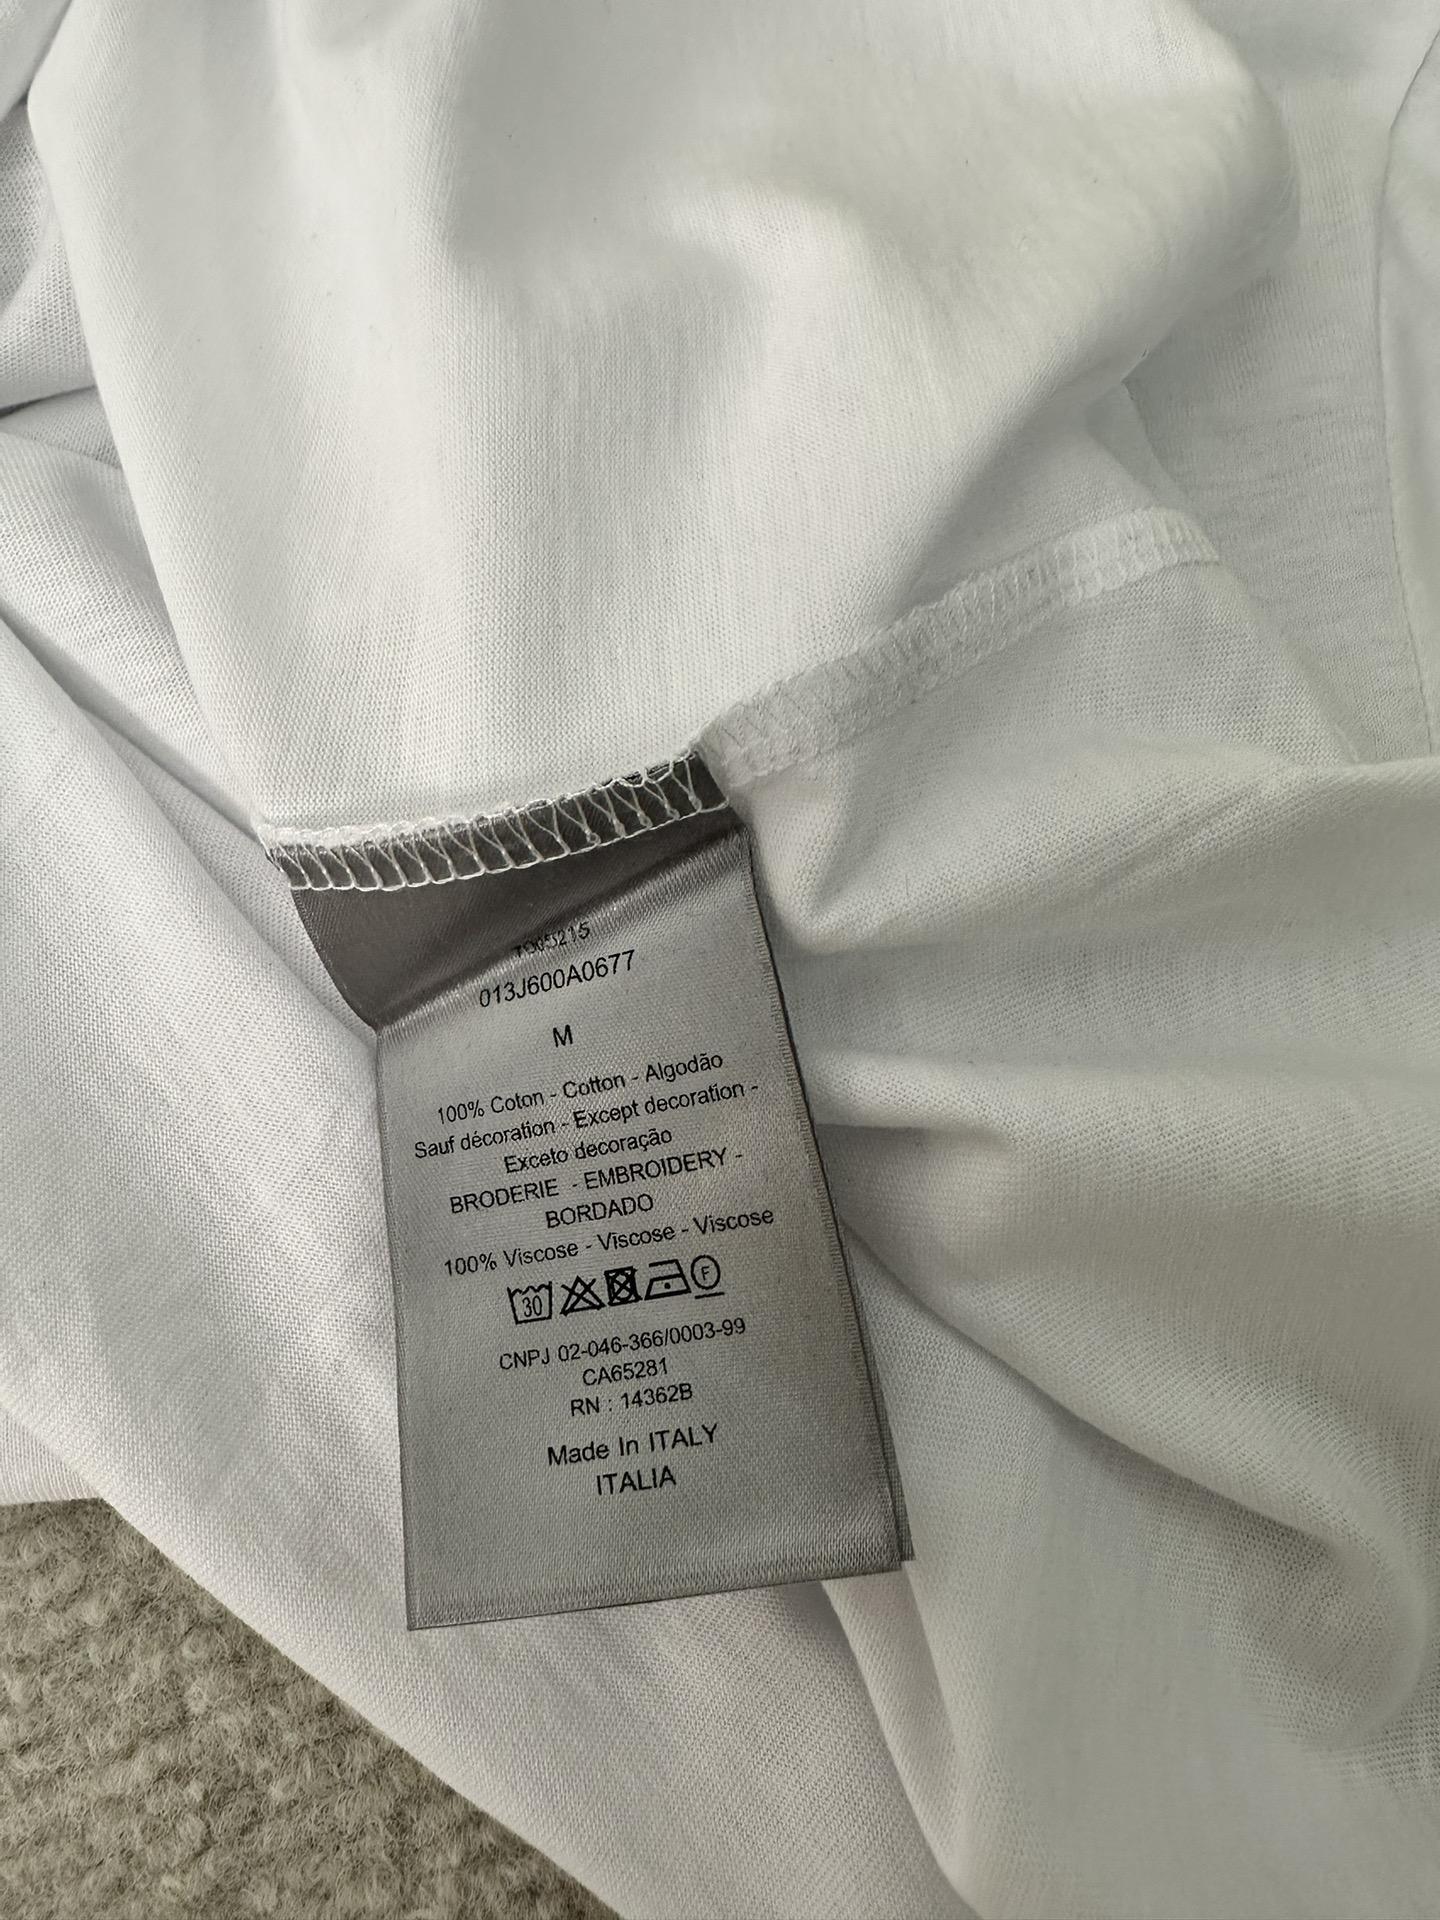 013J600A0677
M
100% Coton - Cotton - Algodão
Sauf décoration - Except decoration -
Exceto decoração
BRODERIE - EMBROIDERY -
BORDADO
100% Viscose - Viscose - Viscose
30 F
CNPJ 02-046-366/0003-99
CA65281
RN : 14362B
Made In ITALY
ITALIA